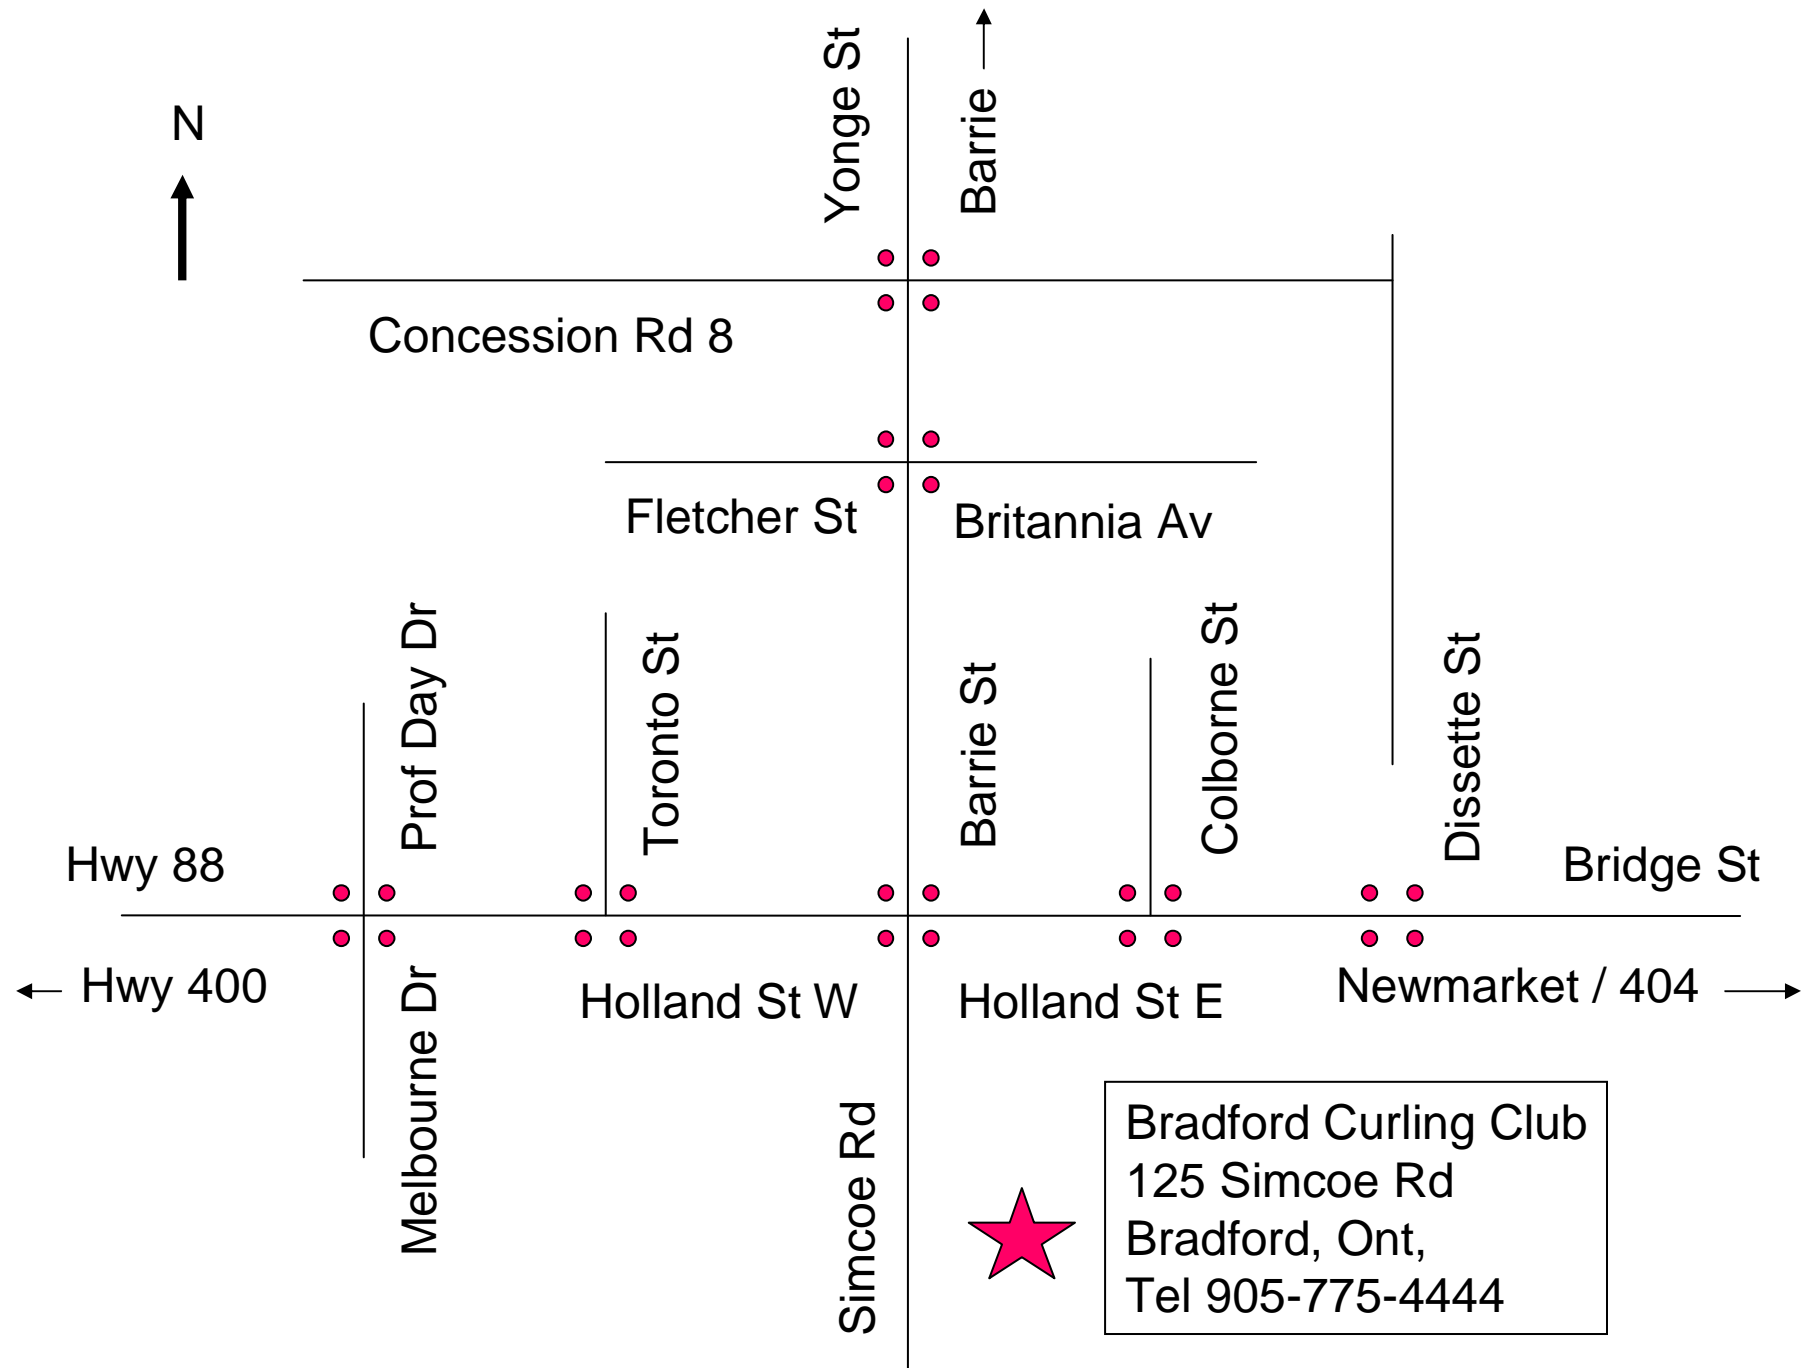 Yonge St
Barrie
N
Concession Rd 8
Fletcher St
Britannia Av
Prof Day Dr
Toronto St
Barrie St
Colborne St
Dissette St
Hwy 88
Bridge St
Hwy 400
Melbourne Dr
Holland St W
Holland St E
Newmarket / 404
Simcoe Rd
Bradford Curling Club
125 Simcoe Rd
Bradford, Ont,
Tel 905-775-4444